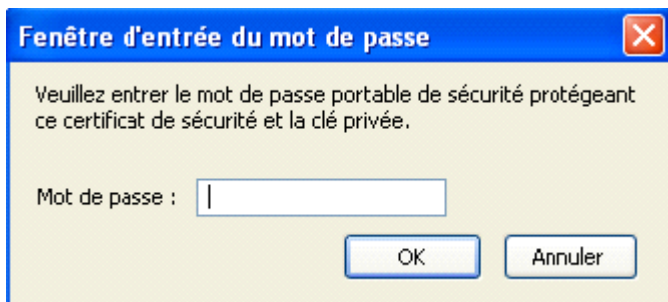 Fenêtre d'entrée du mot de passe
Veuillez entrer le mot de passe portable de sécurité protégeant
ce certificat de sécurité et la clé privée.
Mot de passe :
OK
Annuler